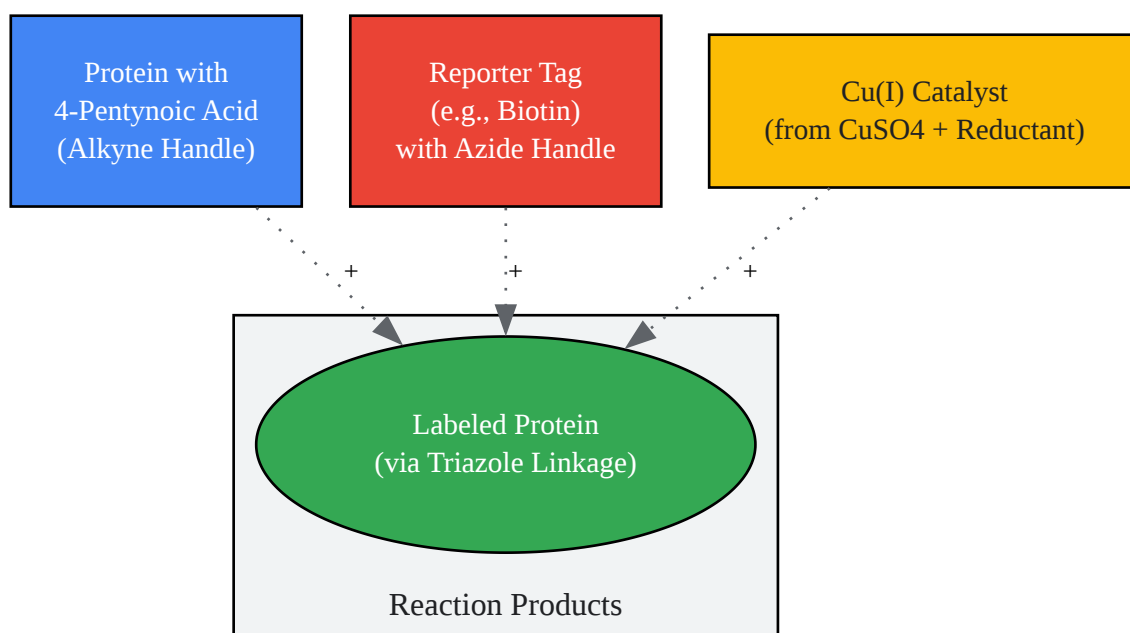 Protein with
4-Pentynoic Acid
(Alkyne Handle)
Reporter Tag
(e.g., Biotin)
with Azide Handle
Cu(I) Catalyst
(from CuSO4 + Reductant)
+
+
+
Labeled Protein
(via Triazole Linkage)
Reaction Products